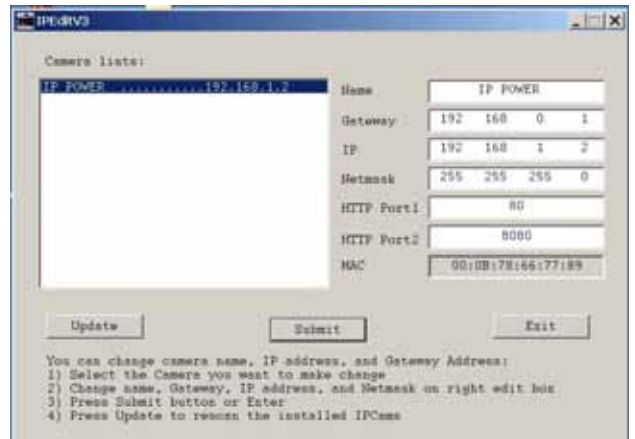 IPEditV3
Camera lists:
IP POWER ............192.168.1.2
Name IP POWER
Gateway 192 168 0 1
IP 192 168 1 2
Netmask 255 255 255 0
HTTP Port1 80
HTTP Port2 8080
MAC 00:0B:78:66:77:89
Update Submit Exit
You can change camera name, IP address, and Gateway Address:
1) Select the Camera you want to make change
2) Change name, Gateway, IP address, and Netmask on right edit box
3) Press Submit button or Enter
4) Press Update to rescan the installed IPCams